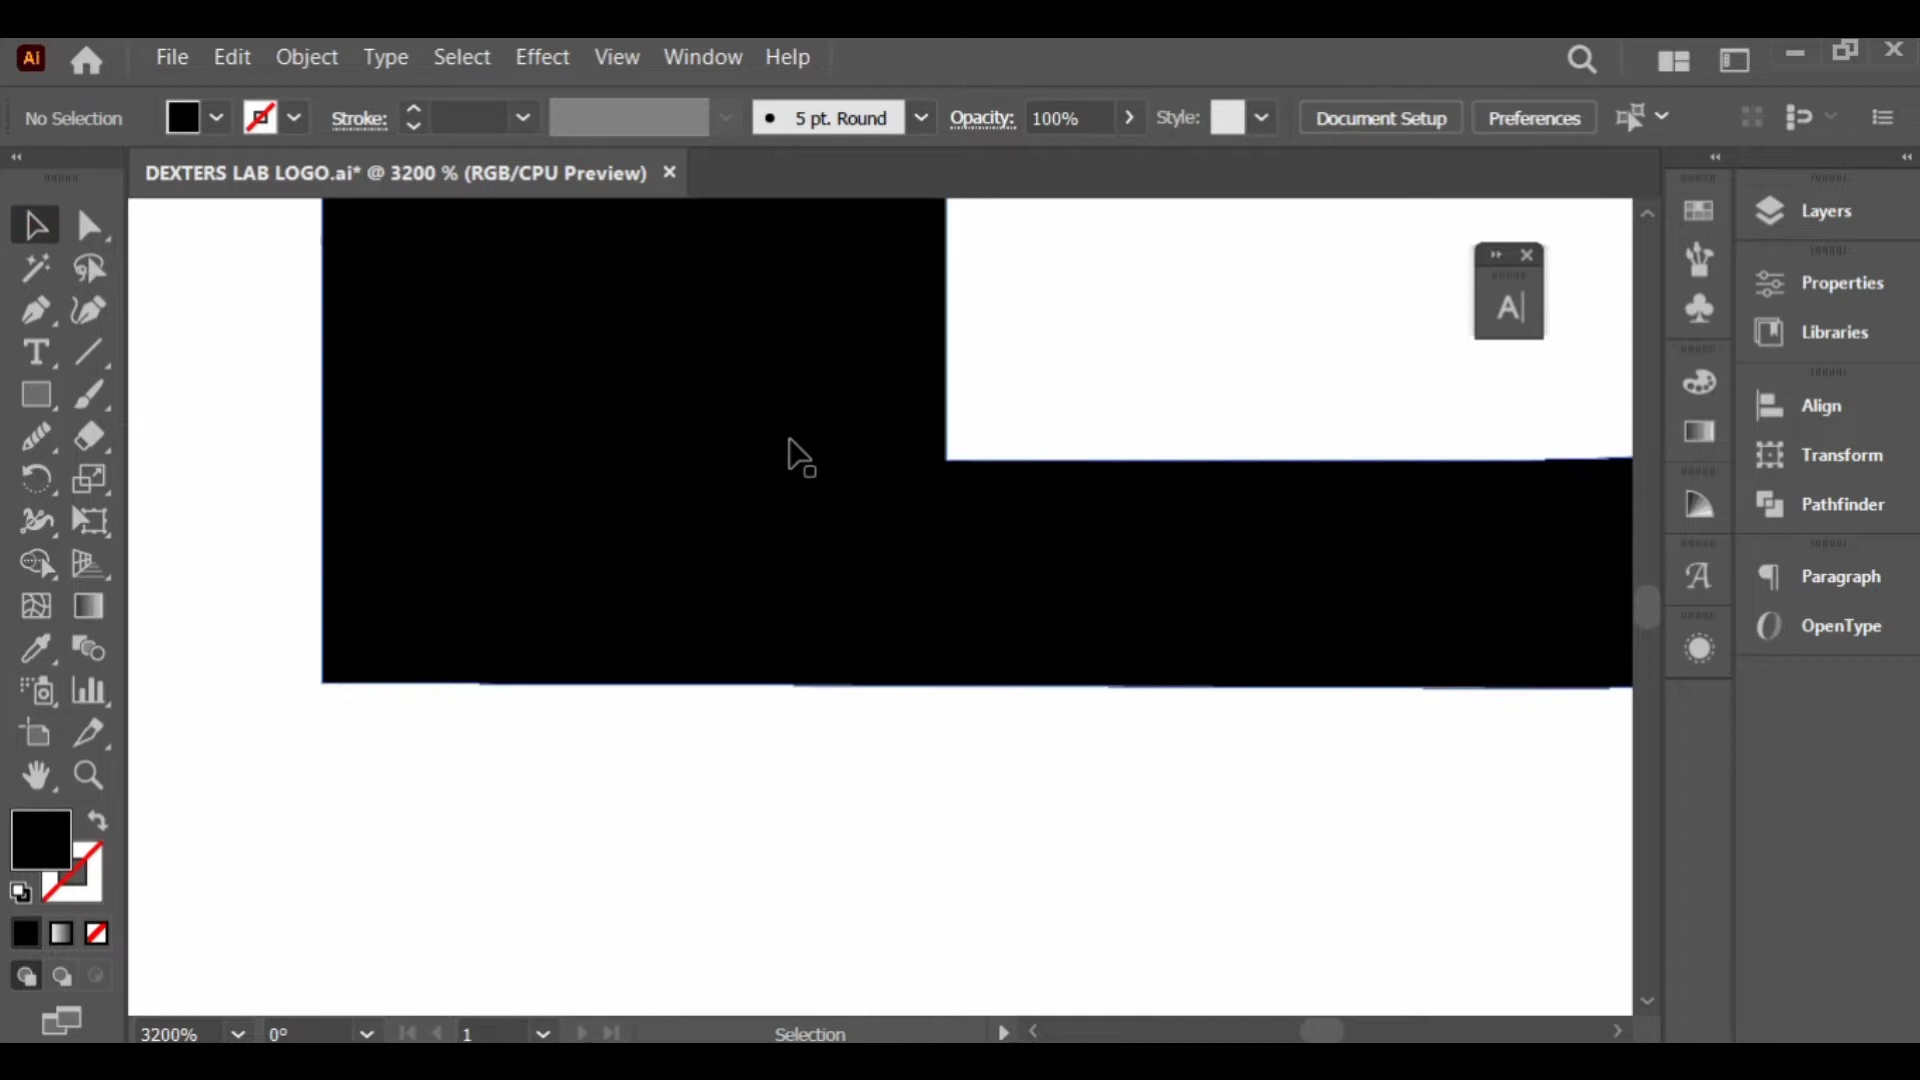 Ai File Edit Object Type Select Effect View Window Help
No Selection Stroke: 5 pt. Round Opacity: 100% Style: Document Setup Preferences
DEXTERS LAB LOGO.ai* @ 3200 % (RGB/CPU Preview) ×
Layers
Properties
Libraries
Align
Transform
Pathfinder
Paragraph
OpenType
A|
3200% 0° 1 Selection